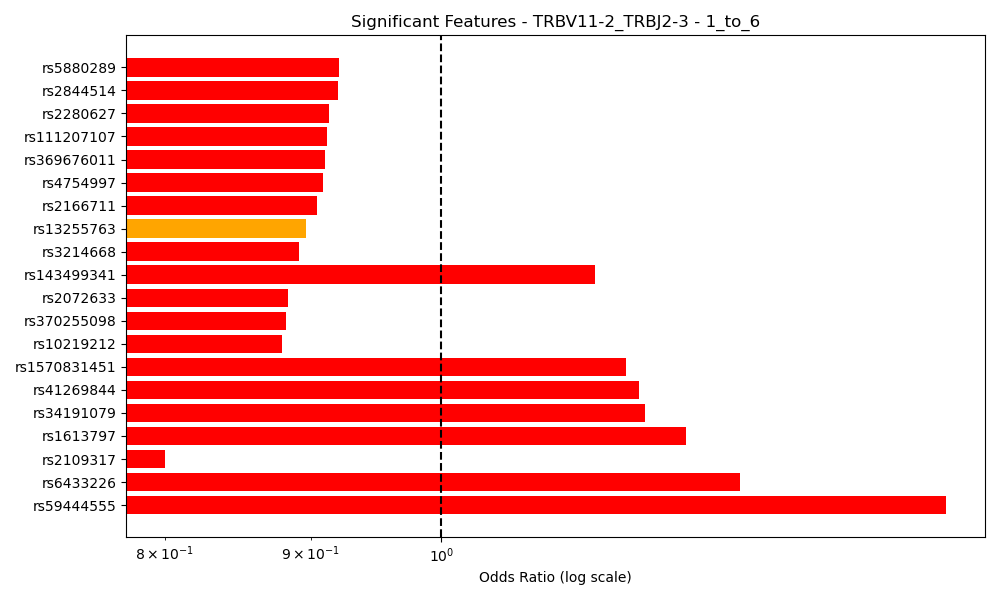 Significant Features - TRBV11-2_TRBJ2-3 - 1_to_6
rs5880289
rs2844514
rs2280627
rs111207107
rs369676011
rs4754997
rs2166711
rs13255763
rs3214668
rs143499341
rs2072633
rs370255098
rs10219212
rs1570831451
rs41269844
rs34191079
rs1613797
rs2109317
rs6433226
rs59444555
8 × 10⁻¹ 9 × 10⁻¹ 10⁰
Odds Ratio (log scale)